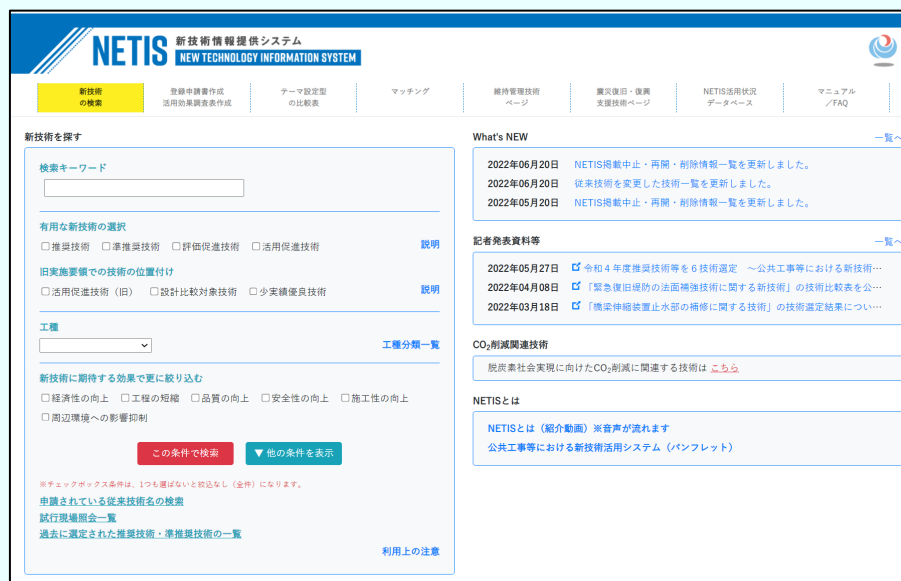 NETIS 新技術情報提供システム
NEW TECHNOLOGY INFORMATION SYSTEM
新技術
の検索
登録申請書作成
活用効果調査表作成
テーマ設定型
の比較表
マッチング
維持管理技術
ページ
震災復旧・復興
支援技術ページ
NETIS活用状況
データベース
マニュアル
／FAQ
新技術を探す
検索キーワード
有用な新技術の選択
推奨技術 準推奨技術 評価促進技術 活用促進技術 説明
旧実施要領での技術の位置付け
活用促進技術（旧） 設計比較対象技術 少実績優良技術 説明
工種
工種分類一覧
新技術に期待する効果で更に絞り込む
経済性の向上 工程の短縮 品質の向上 安全性の向上 施工性の向上
周辺環境への影響抑制
この条件で検索 ▼他の条件を表示
※チェックボックス条件は、1つも選ばないと絞込なし（全件）になります。
申請されている従来技術名の検索
試行現場照会一覧
過去に選定された推奨技術・準推奨技術の一覧
利用上の注意
What's NEW 一覧へ
2022年06月20日 NETIS掲載中止・再開・削除情報一覧を更新しました。
2022年06月20日 従来技術を変更した技術一覧を更新しました。
2022年05月20日 NETIS掲載中止・再開・削除情報一覧を更新しました。
記者発表資料等 一覧へ
2022年05月27日 令和４年度推奨技術等を６技術選定　～公共工事等における新技術…
2022年04月08日 「緊急復旧堤防の法面補強技術に関する新技術」の技術比較表を公…
2022年03月18日 「橋梁伸縮装置止水部の補修に関する技術」の技術選定結果につい…
CO₂削減関連技術
脱炭素社会実現に向けたCO₂削減に関連する技術は こちら
NETISとは
NETISとは（紹介動画）※音声が流れます
公共工事等における新技術活用システム（パンフレット）